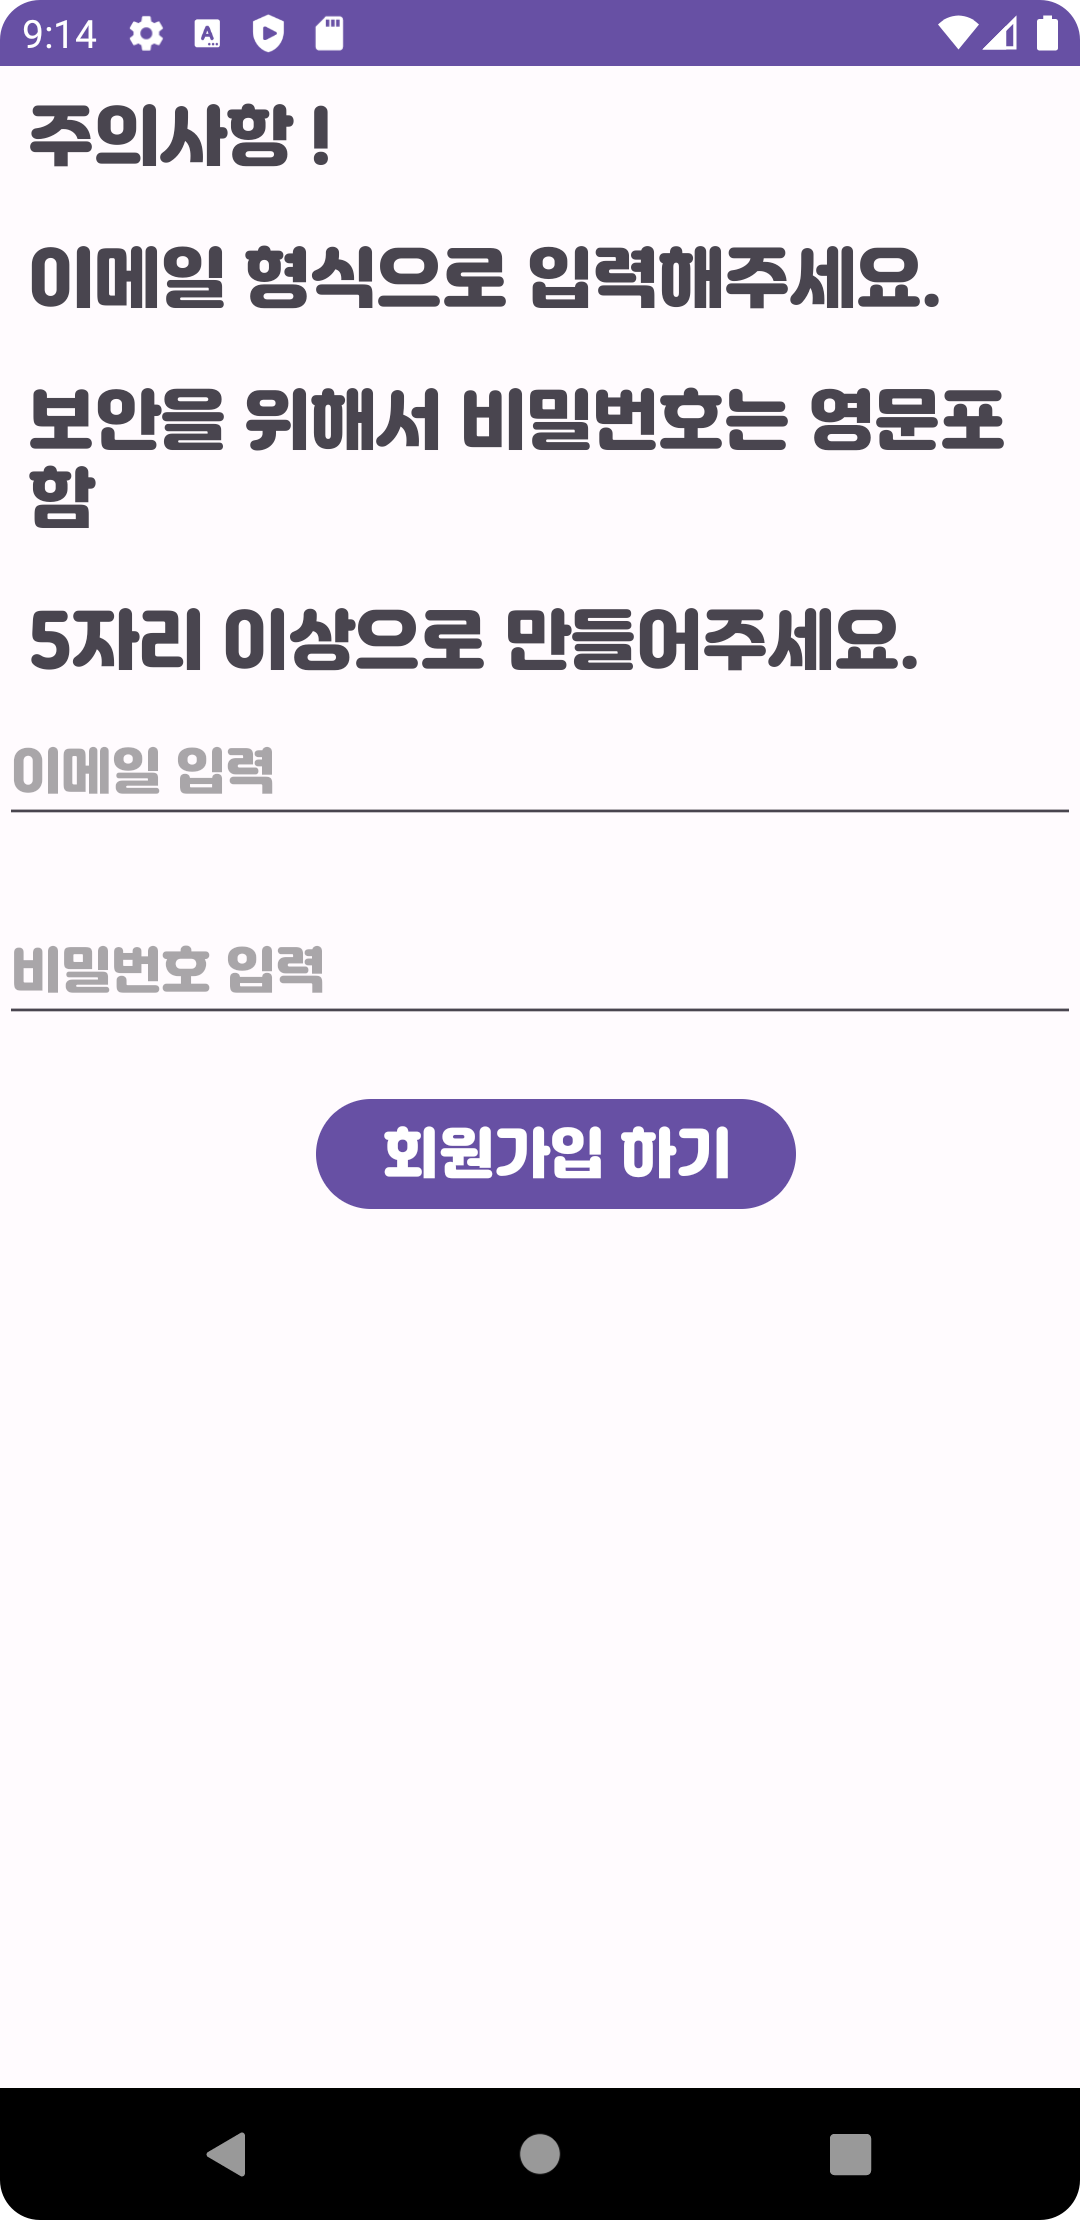 9:14
주의사항 !
이메일 형식으로 입력해주세요.
보안을 위해서 비밀번호는 영문포
함
5자리 이상으로 만들어주세요.
이메일 입력
비밀번호 입력
회원가입 하기